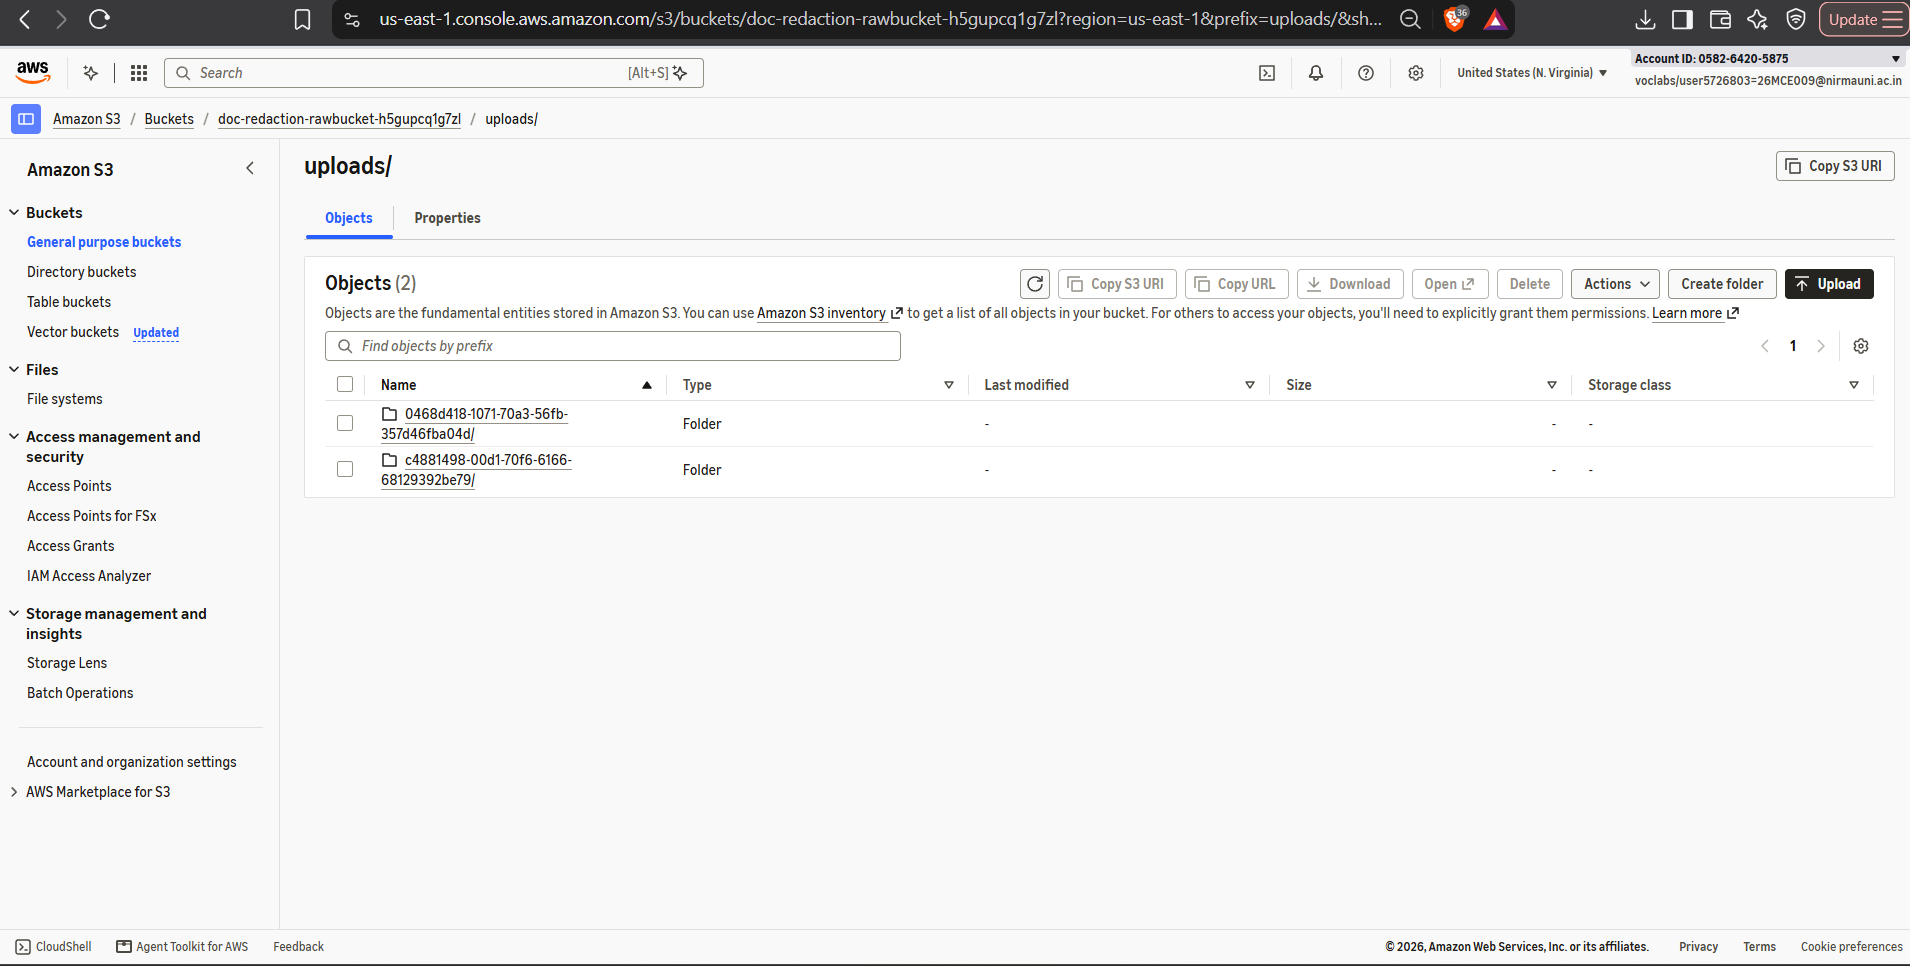 us-east-1.console.aws.amazon.com/s3/buckets/doc-redaction-rawbucket-h5gupcq1g7zl?region=us-east-1&prefix=uploads/&sh...
36
Update
aws
Search
[Alt+S]
United States (N. Virginia)
Account ID: 0582-6420-5875
voclabs/user5726803=26MCE009@nirmauni.ac.in
Amazon S3 / Buckets / doc-redaction-rawbucket-h5gupcq1g7zl / uploads/
Amazon S3
Buckets
General purpose buckets
Directory buckets
Table buckets
Vector buckets Updated
Files
File systems
Access management and
security
Access Points
Access Points for FSx
Access Grants
IAM Access Analyzer
Storage management and
insights
Storage Lens
Batch Operations
Account and organization settings
AWS Marketplace for S3
uploads/
Copy S3 URI
Objects
Properties
Objects (2)
Copy S3 URI
Copy URL
Download
Open
Delete
Actions
Create folder
Upload
Objects are the fundamental entities stored in Amazon S3. You can use Amazon S3 inventory to get a list of all objects in your bucket. For others to access your objects, you'll need to explicitly grant them permissions. Learn more
Find objects by prefix
1
Name Type Last modified Size Storage class
0468d418-1071-70a3-56fb-
357d46fba04d/
Folder - - -
c4881498-00d1-70f6-6166-
68129392be79/
Folder - - -
CloudShell
Agent Toolkit for AWS
Feedback
© 2026, Amazon Web Services, Inc. or its affiliates.
Privacy
Terms
Cookie preferences